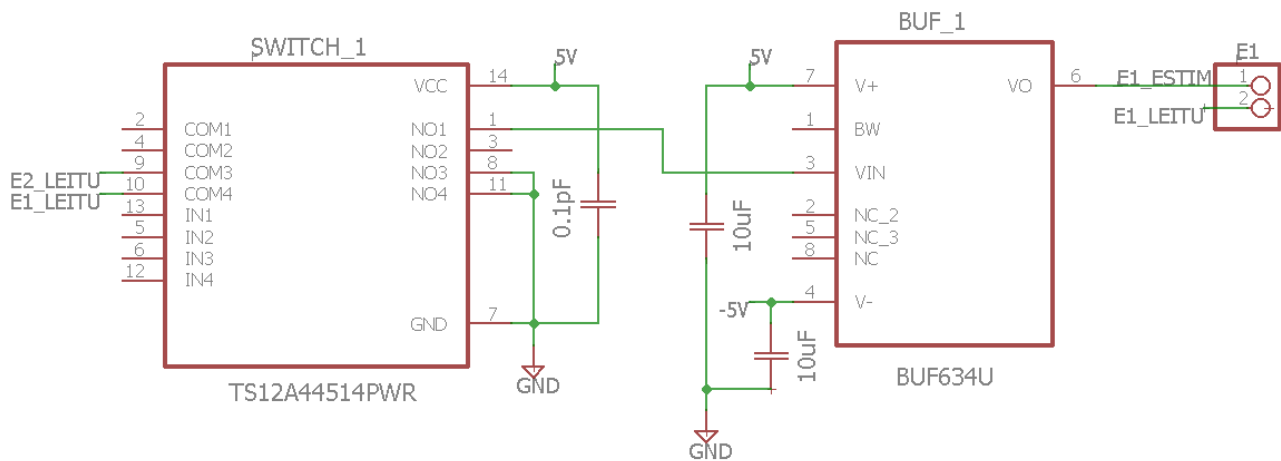 SWITCH_1
VCC 14
NO1 1
NO2 3
NO3 8
NO4 11
GND 7
2 COM1
4 COM2
9 COM3
10 COM4
13 IN1
5 IN2
6 IN3
12 IN4
E2_LEITU
E1_LEITU
TS12A44514PWR
5V
0.1pF
GND
5V
10uF
-5V
10uF
GND
BUF_1
7 V+
1 BW
3 VIN
2 NC_2
5 NC_3
8 NC
4 V-
VO 6
BUF634U
E1
E1_ESTIM 1
E1_LEITU 2